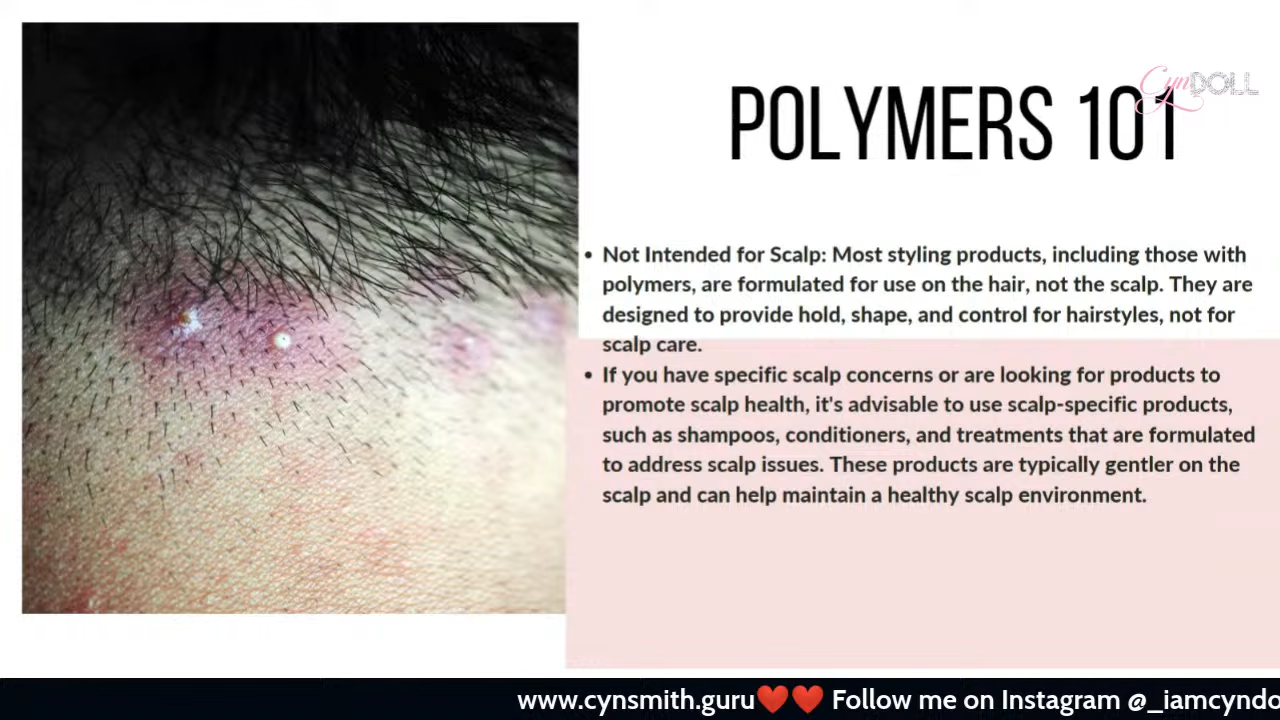 CynDOLL
POLYMERS 101
• Not Intended for Scalp: Most styling products, including those with
polymers, are formulated for use on the hair, not the scalp. They are
designed to provide hold, shape, and control for hairstyles, not for
scalp care.
• If you have specific scalp concerns or are looking for products to
promote scalp health, it's advisable to use scalp-specific products,
such as shampoos, conditioners, and treatments that are formulated
to address scalp issues. These products are typically gentler on the
scalp and can help maintain a healthy scalp environment.
www.cynsmith.guru❤️❤️ Follow me on Instagram @_iamcyndo